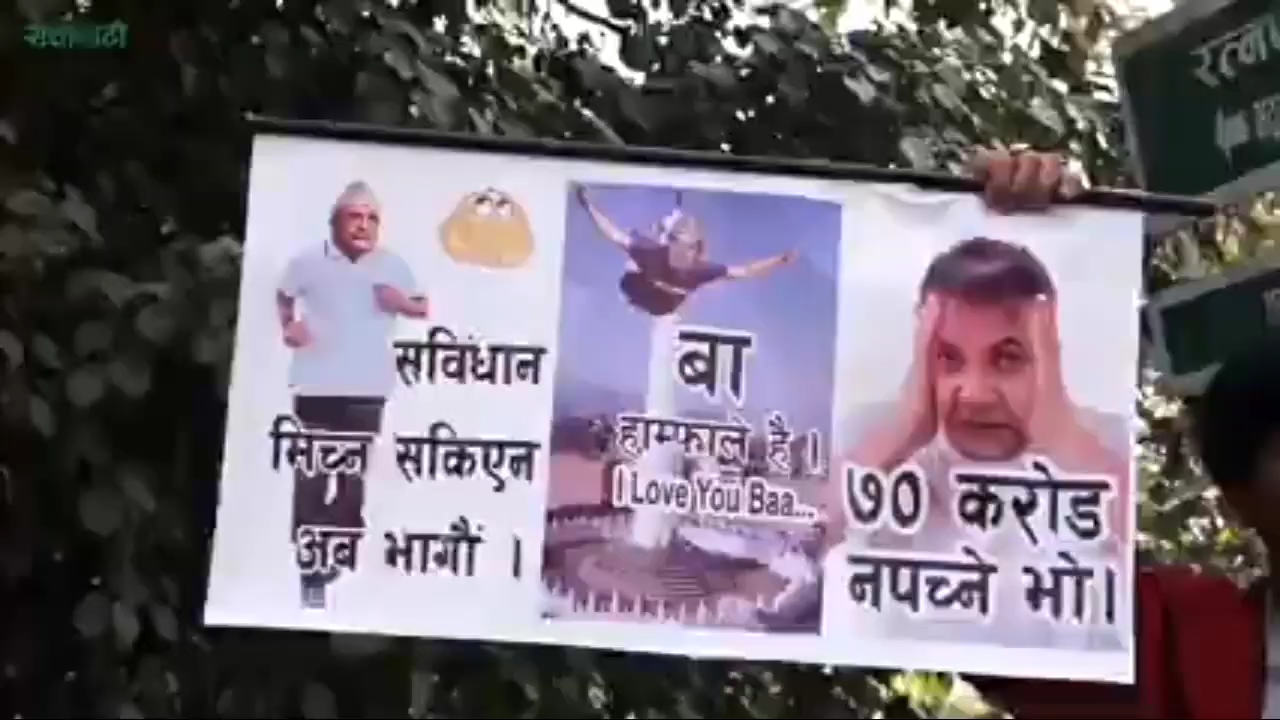 सविंधान
मिच्न सकिएन
अब भागौं ।
बा
हाम्फाले है ।
I Love You Baa...
७० करोड
नपच्ने भो।